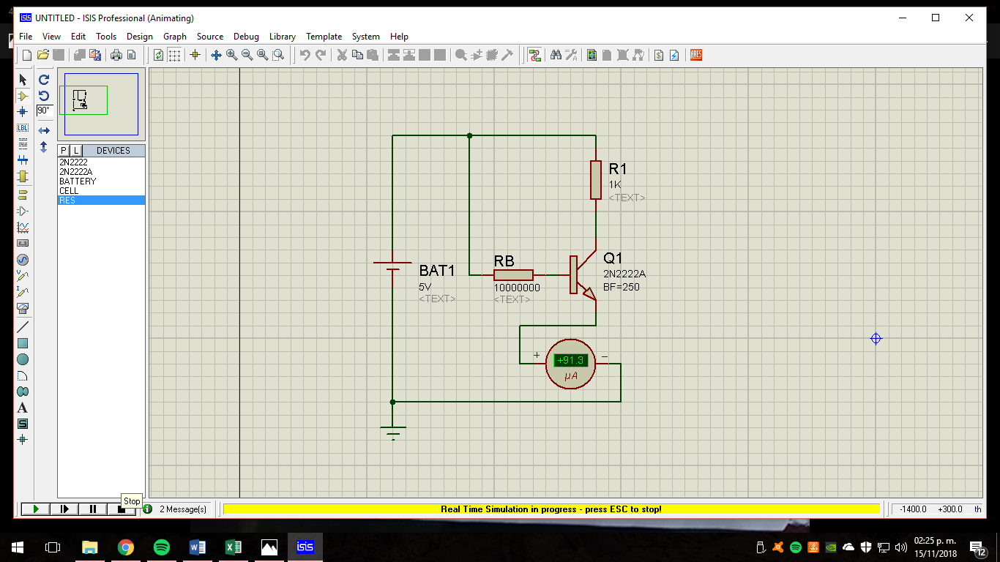 UNTITLED - ISIS Professional (Animating)
File View Edit Tools Design Graph Source Debug Library Template System Help
ARES
LBL
90°
P L DEVICES
2N2222
2N2222A
BATTERY
CELL
RES
A
S
R1
1K
<TEXT>
BAT1
5V
<TEXT>
RB
10000000
<TEXT>
Q1
2N2222A
BF=250
+ −
+91.3
µA
Stop
2 Message(s)
Real Time Simulation in progress - press ESC to stop!
-1400.0 +300.0 th
isis
02:25 p. m.
15/11/2018
12